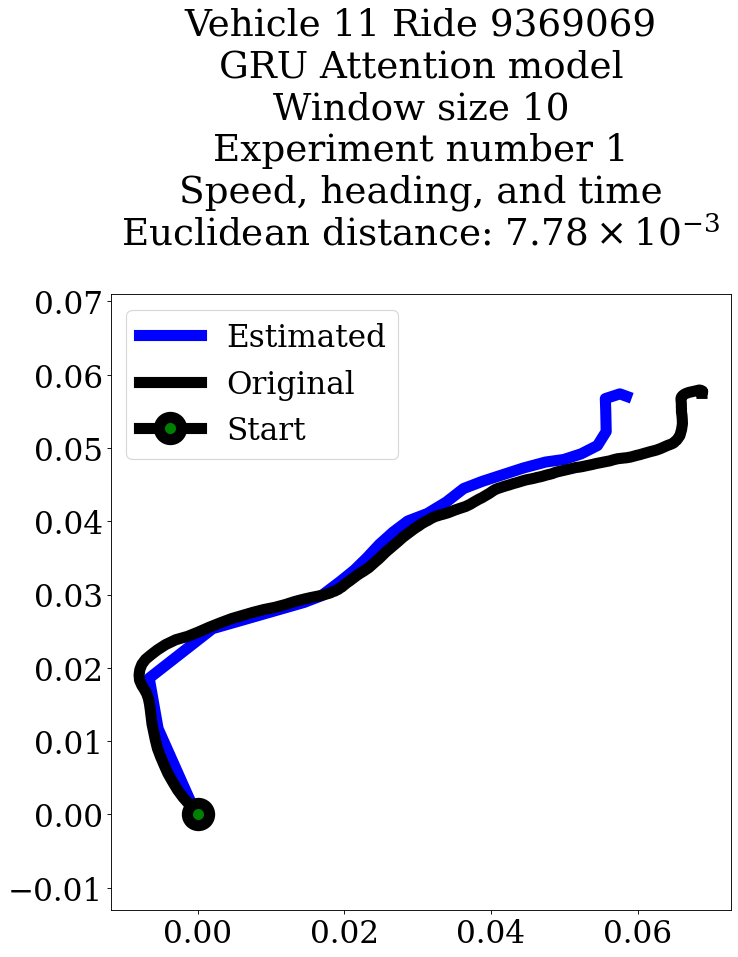 Vehicle 11 Ride 9369069
GRU Attention model
Window size 10
Experiment number 1
Speed, heading, and time
Euclidean distance: 7.78 × 10⁻³
0.07
0.06
0.05
0.04
0.03
0.02
0.01
0.00
−0.01
Estimated
Original
Start
0.00 0.02 0.04 0.06